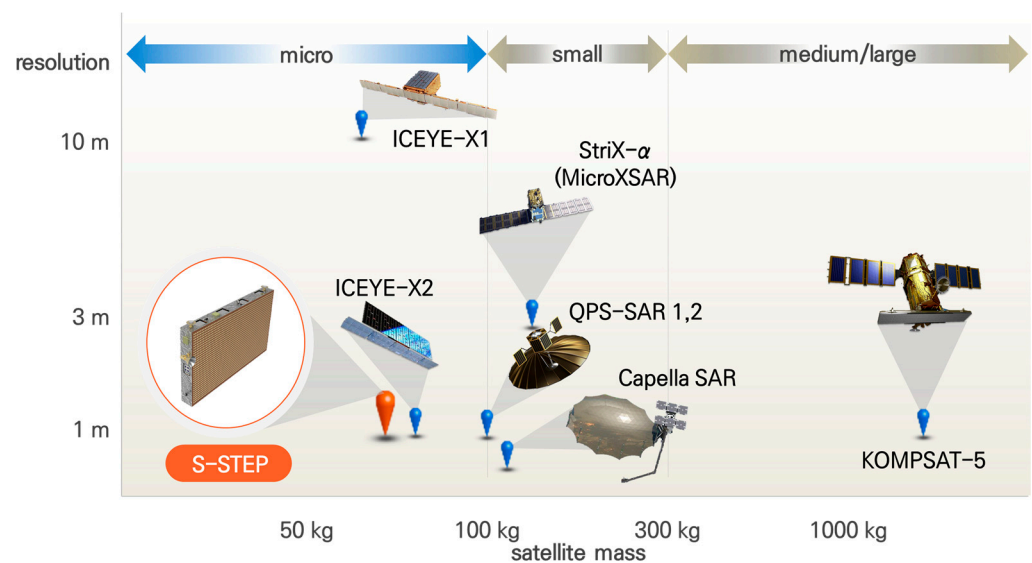 micro
small
medium/large
resolution
ICEYE-X1
10 m
StriX-α
(MicroXSAR)
ICEYE-X2
QPS-SAR 1,2
3 m
Capella SAR
1 m
S-STEP
KOMPSAT-5
50 kg
100 kg
300 kg
1000 kg
satellite mass